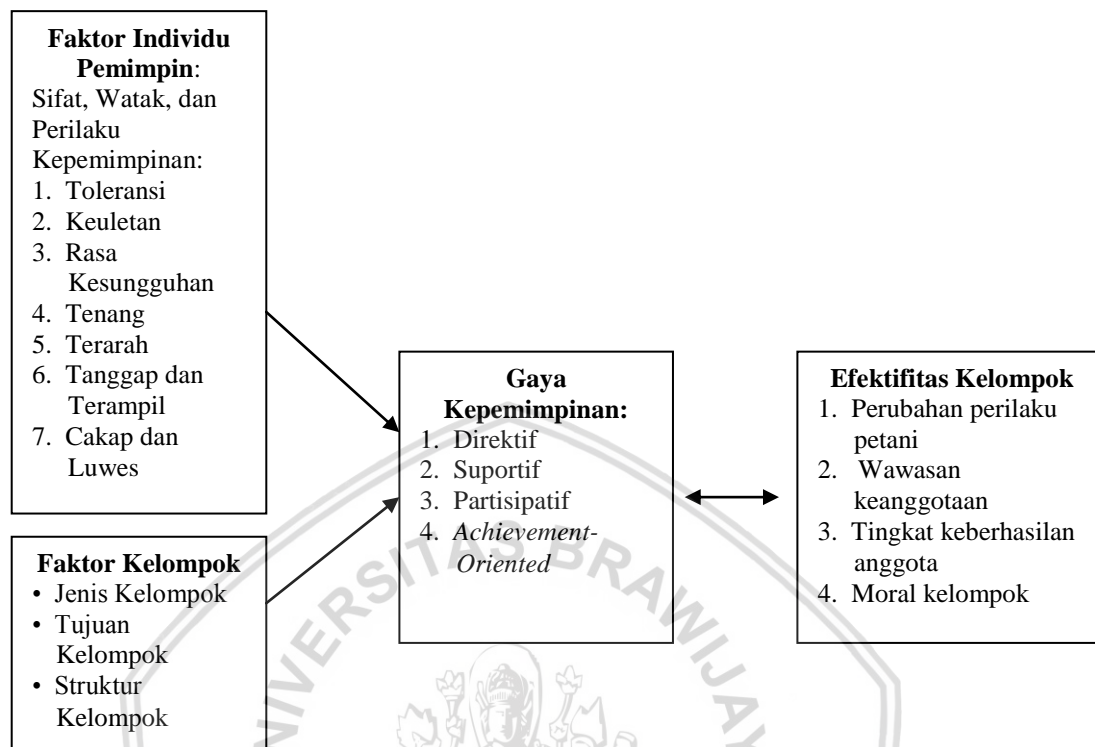 Faktor Individu
Pemimpin:
Sifat, Watak, dan
Perilaku
Kepemimpinan:
1. Toleransi
2. Keuletan
3. Rasa
Kesungguhan
4. Tenang
5. Terarah
6. Tanggap dan
Terampil
7. Cakap dan
Luwes
Faktor Kelompok
• Jenis Kelompok
• Tujuan
Kelompok
• Struktur
Kelompok
Gaya
Kepemimpinan:
1. Direktif
2. Suportif
3. Partisipatif
4. Achievement-
Oriented
Efektifitas Kelompok
1. Perubahan perilaku
petani
2. Wawasan
keanggotaan
3. Tingkat keberhasilan
anggota
4. Moral kelompok
UNIVERSITAS BRAWIJAY